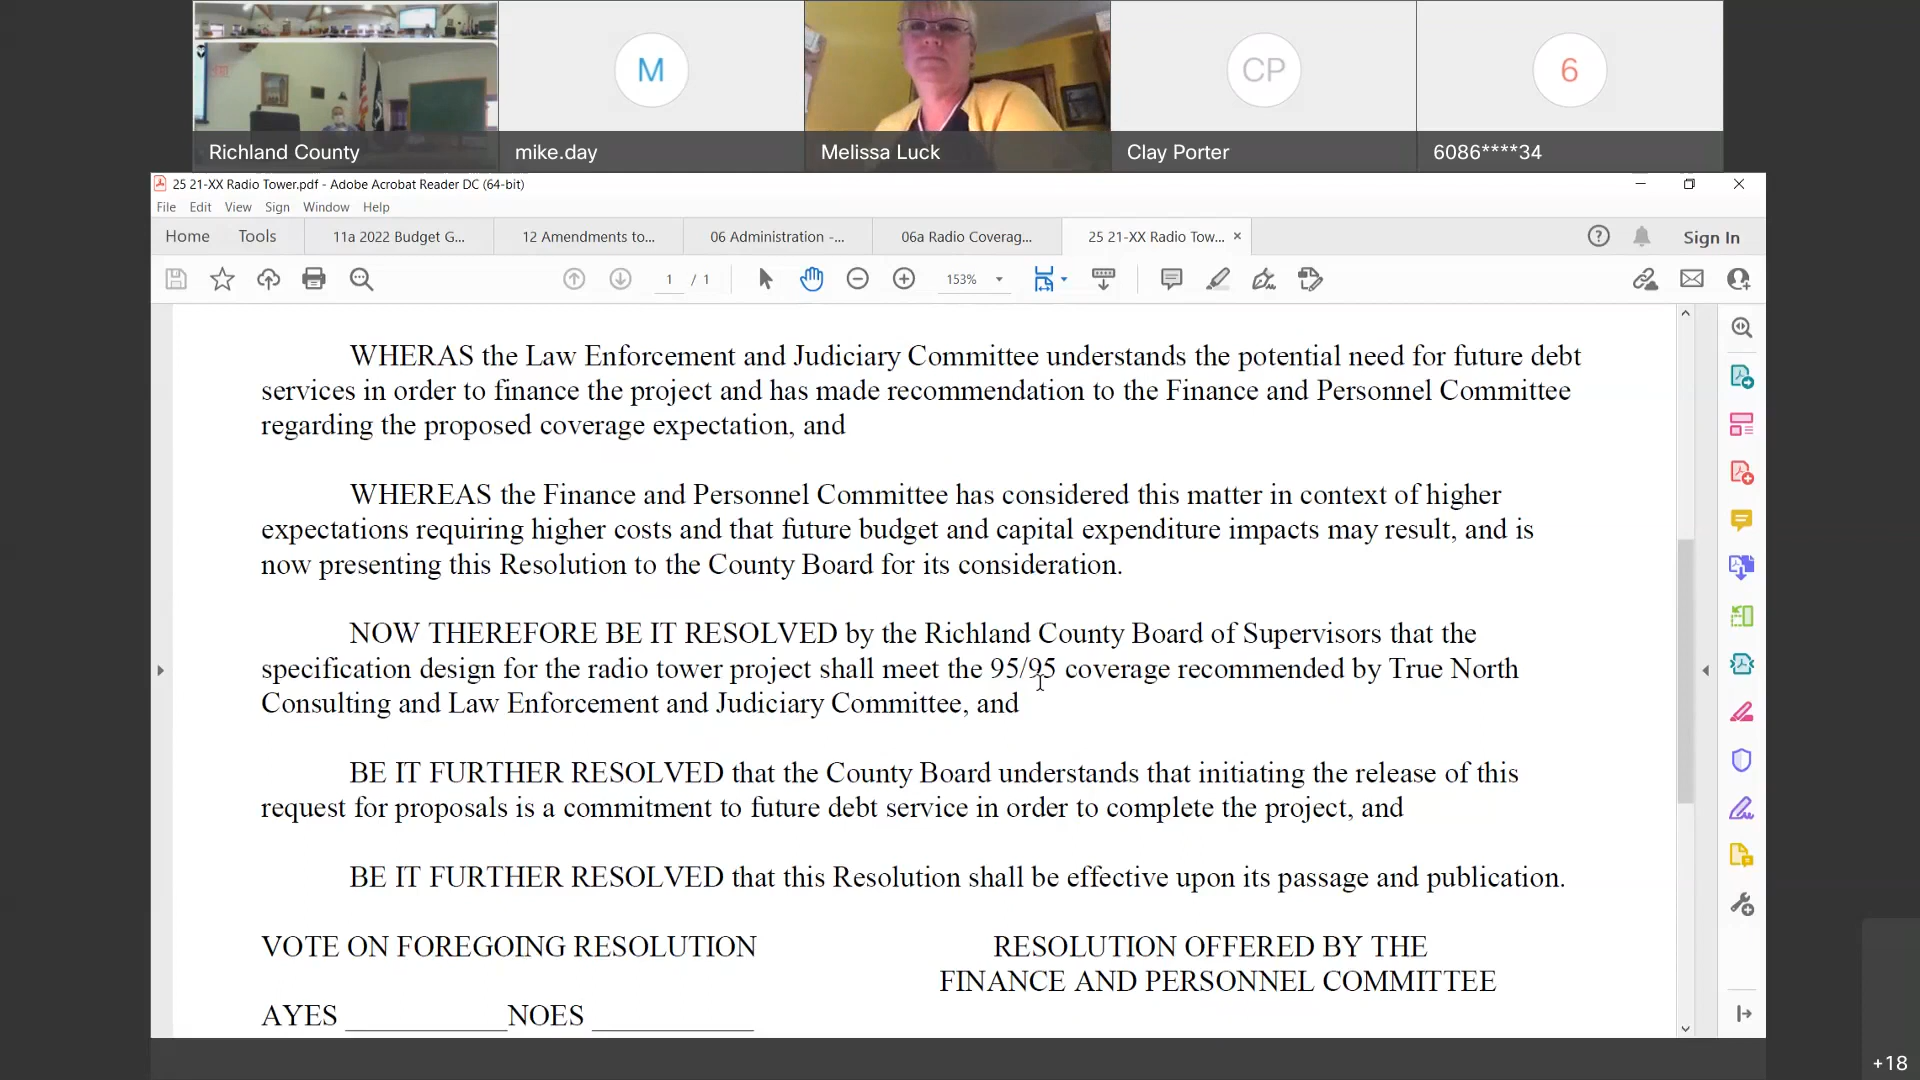 M
CP
6
Richland County
mike.day
Melissa Luck
Clay Porter
6086****34
25 21-XX Radio Tower.pdf - Adobe Acrobat Reader DC (64-bit)
File Edit View Sign Window Help
Home Tools 11a 2022 Budget G... 12 Amendments to... 06 Administration -... 06a Radio Coverag... 25 21-XX Radio Tow... Sign In
1 / 1 153%
WHERAS the Law Enforcement and Judiciary Committee understands the potential need for future debt
services in order to finance the project and has made recommendation to the Finance and Personnel Committee
regarding the proposed coverage expectation, and
WHEREAS the Finance and Personnel Committee has considered this matter in context of higher
expectations requiring higher costs and that future budget and capital expenditure impacts may result, and is
now presenting this Resolution to the County Board for its consideration.
NOW THEREFORE BE IT RESOLVED by the Richland County Board of Supervisors that the
specification design for the radio tower project shall meet the 95/95 coverage recommended by True North
Consulting and Law Enforcement and Judiciary Committee, and
BE IT FURTHER RESOLVED that the County Board understands that initiating the release of this
request for proposals is a commitment to future debt service in order to complete the project, and
BE IT FURTHER RESOLVED that this Resolution shall be effective upon its passage and publication.
VOTE ON FOREGOING RESOLUTION
RESOLUTION OFFERED BY THE
FINANCE AND PERSONNEL COMMITTEE
AYES ___________NOES ___________
+18